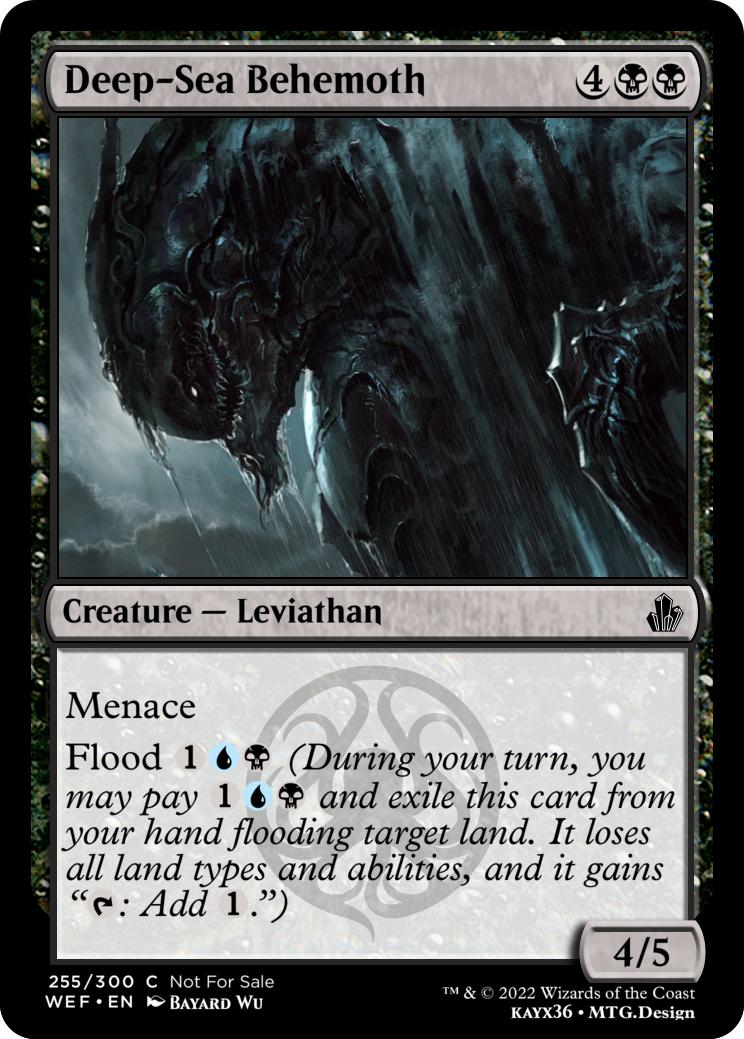 Deep-Sea Behemoth 4
Creature — Leviathan
Menace
Flood 1 (During your turn, you
may pay 1 and exile this card from
your hand flooding target land. It loses
all land types and abilities, and it gains
“: Add 1.”)
4/5
255/300 C Not For Sale
WEF • EN Bayard Wu
™ & © 2022 Wizards of the Coast
KAYX36 • MTG.Design